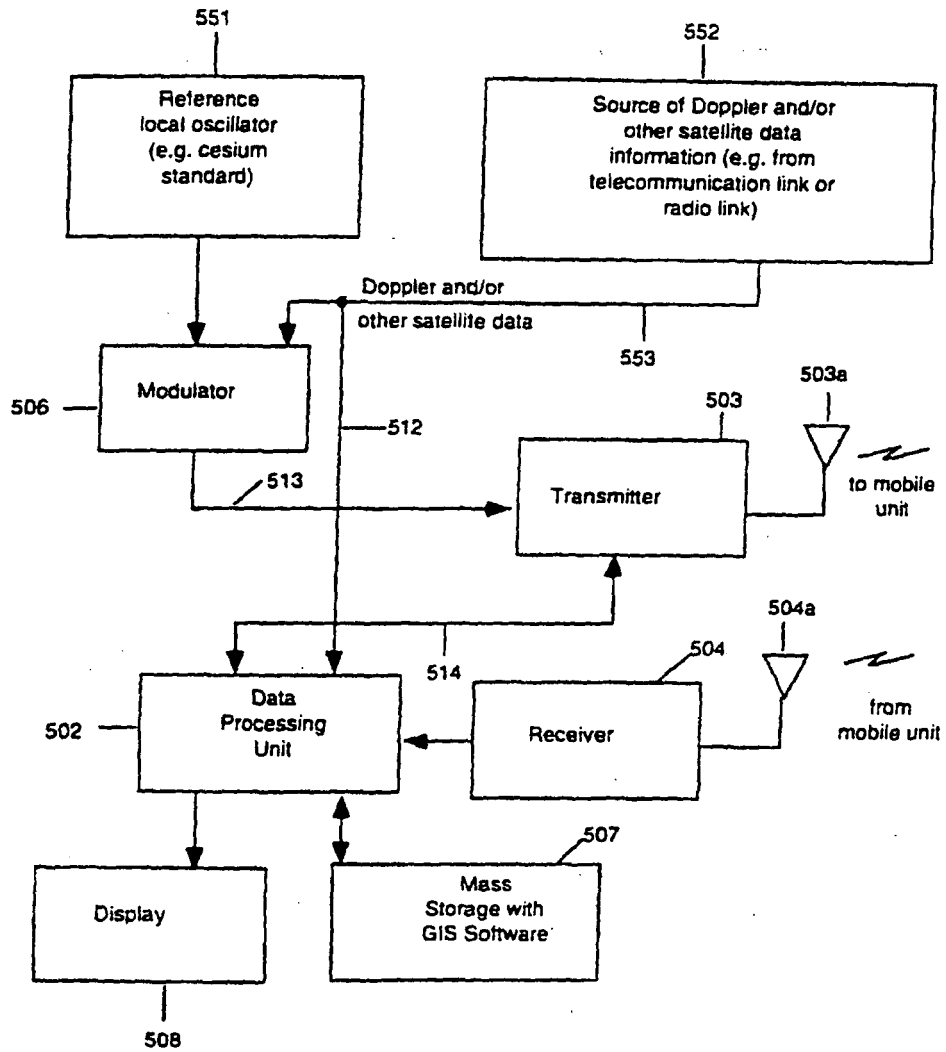 551
552
Reference
local oscillator
(e.g. cesium
standard)
Source of Doppler and/or
other satellite data
information (e.g. from
telecommunication link or
radio link)
Doppler and/or
other satellite data
553
Modulator
506
512
513
503
503a
Transmitter
to mobile
unit
514
504
504a
Data
Processing
Unit
502
Receiver
from
mobile unit
507
Display
Mass
Storage with
GIS Software
508